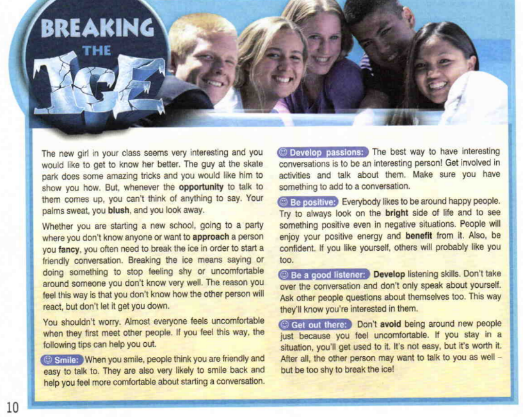 BREAKING
THE
ICE
The new girl in your class seems very interesting and you
would like to get to know her better. The guy at the skate
park does some amazing tricks and you would like him to
show you how. But, whenever the opportunity to talk to
them comes up, you can't think of anything to say. Your
palms sweat, you blush, and you look away.
Whether you are starting a new school, going to a party
where you don't know anyone or want to approach a person
you fancy, you often need to break the ice in order to start a
friendly conversation. Breaking the ice means saying or
doing something to stop feeling shy or uncomfortable
around someone you don't know very well. The reason you
feel this way is that you don't know how the other person will
react, but don't let it get you down.
You shouldn't worry. Almost everyone feels uncomfortable
when they first meet other people. If you feel this way, the
following tips can help you out.
Smile: When you smile, people think you are friendly and
easy to talk to. They are also very likely to smile back and
help you feel more comfortable about starting a conversation.
Develop passions: The best way to have interesting
conversations is to be an interesting person! Get involved in
activities and talk about them. Make sure you have
something to add to a conversation.
Be positive: Everybody likes to be around happy people.
Try to always look on the bright side of life and to see
something positive even in negative situations. People will
enjoy your positive energy and benefit from it. Also, be
confident. If you like yourself, others will probably like you
too.
Be a good listener: Develop listening skills. Don't take
over the conversation and don't only speak about yourself.
Ask other people questions about themselves too. This way
they'll know you're interested in them.
Get out there: Don't avoid being around new people
just because you feel uncomfortable. If you stay in a
situation, you'll get used to it. It's not easy, but it's worth it.
After all, the other person may want to talk to you as well –
but be too shy to break the ice!
10